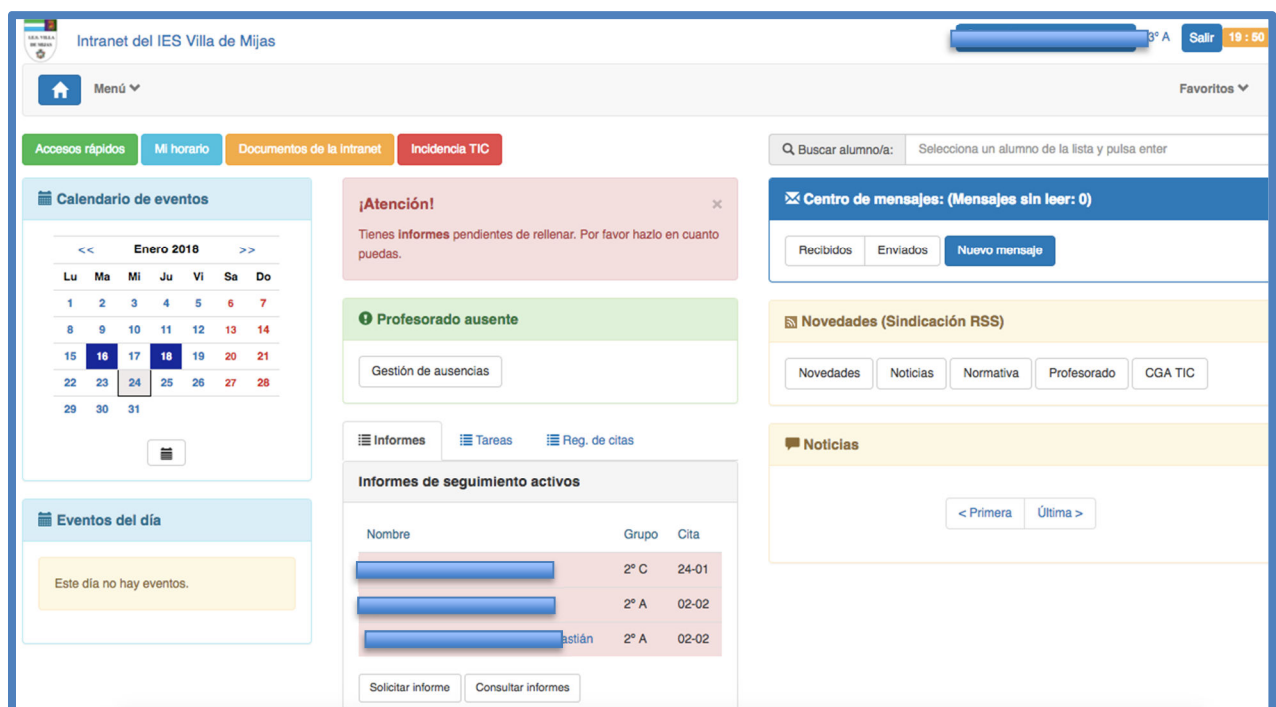 I.E.S. VILLA
DE MIJAS
Intranet del IES Villa de Mijas
3º A Salir 19 : 50
Menú
Favoritos
Accesos rápidos Mi horario Documentos de la intranet Incidencia TIC
Buscar alumno/a: Selecciona un alumno de la lista y pulsa enter
Calendario de eventos
<< Enero 2018 >>
Lu Ma Mi Ju Vi Sa Do
1 2 3 4 5 6 7
8 9 10 11 12 13 14
15 16 17 18 19 20 21
22 23 24 25 26 27 28
29 30 31
Eventos del día
Este día no hay eventos.
¡Atención! ×
Tienes informes pendientes de rellenar. Por favor hazlo en cuanto
puedas.
Profesorado ausente
Gestión de ausencias
Informes Tareas Reg. de citas
Informes de seguimiento activos
Nombre Grupo Cita
2º C 24-01
2º A 02-02
astián 2º A 02-02
Solicitar informe Consultar informes
Centro de mensajes: (Mensajes sin leer: 0)
Recibidos Enviados Nuevo mensaje
Novedades (Sindicación RSS)
Novedades Noticias Normativa Profesorado CGA TIC
Noticias
< Primera Última >